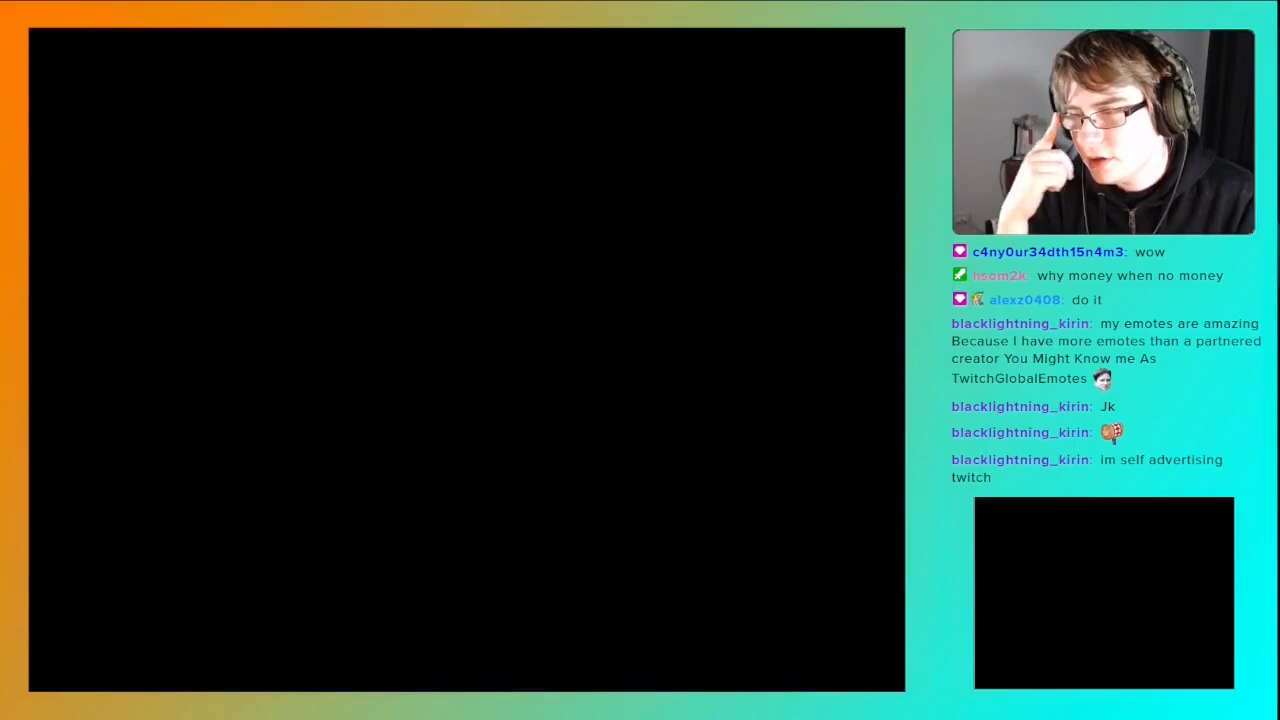 c4ny0ur34dth15n4m3: wow
nsom2k: why money when no money
alexz0408: do it
blacklightning_kirin: my emotes are amazing
Because I have more emotes than a partnered
creator You Might Know me As
TwitchGlobalEmotes
blacklightning_kirin: Jk
blacklightning_kirin:
blacklightning_kirin: im self advertising
twitch